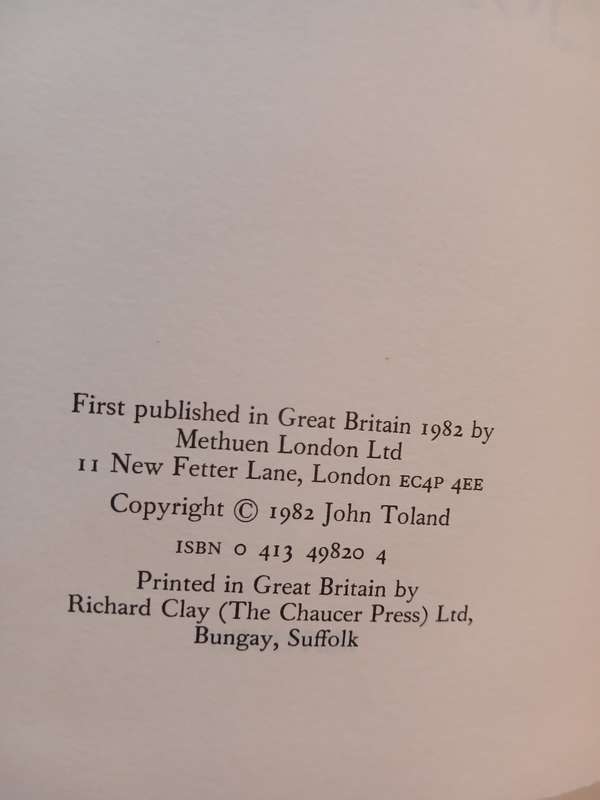 First published in Great Britain 1982 by
Methuen London Ltd
11 New Fetter Lane, London EC4P 4EE
Copyright © 1982 John Toland
ISBN 0 413 49820 4
Printed in Great Britain by
Richard Clay (The Chaucer Press) Ltd,
Bungay, Suffolk